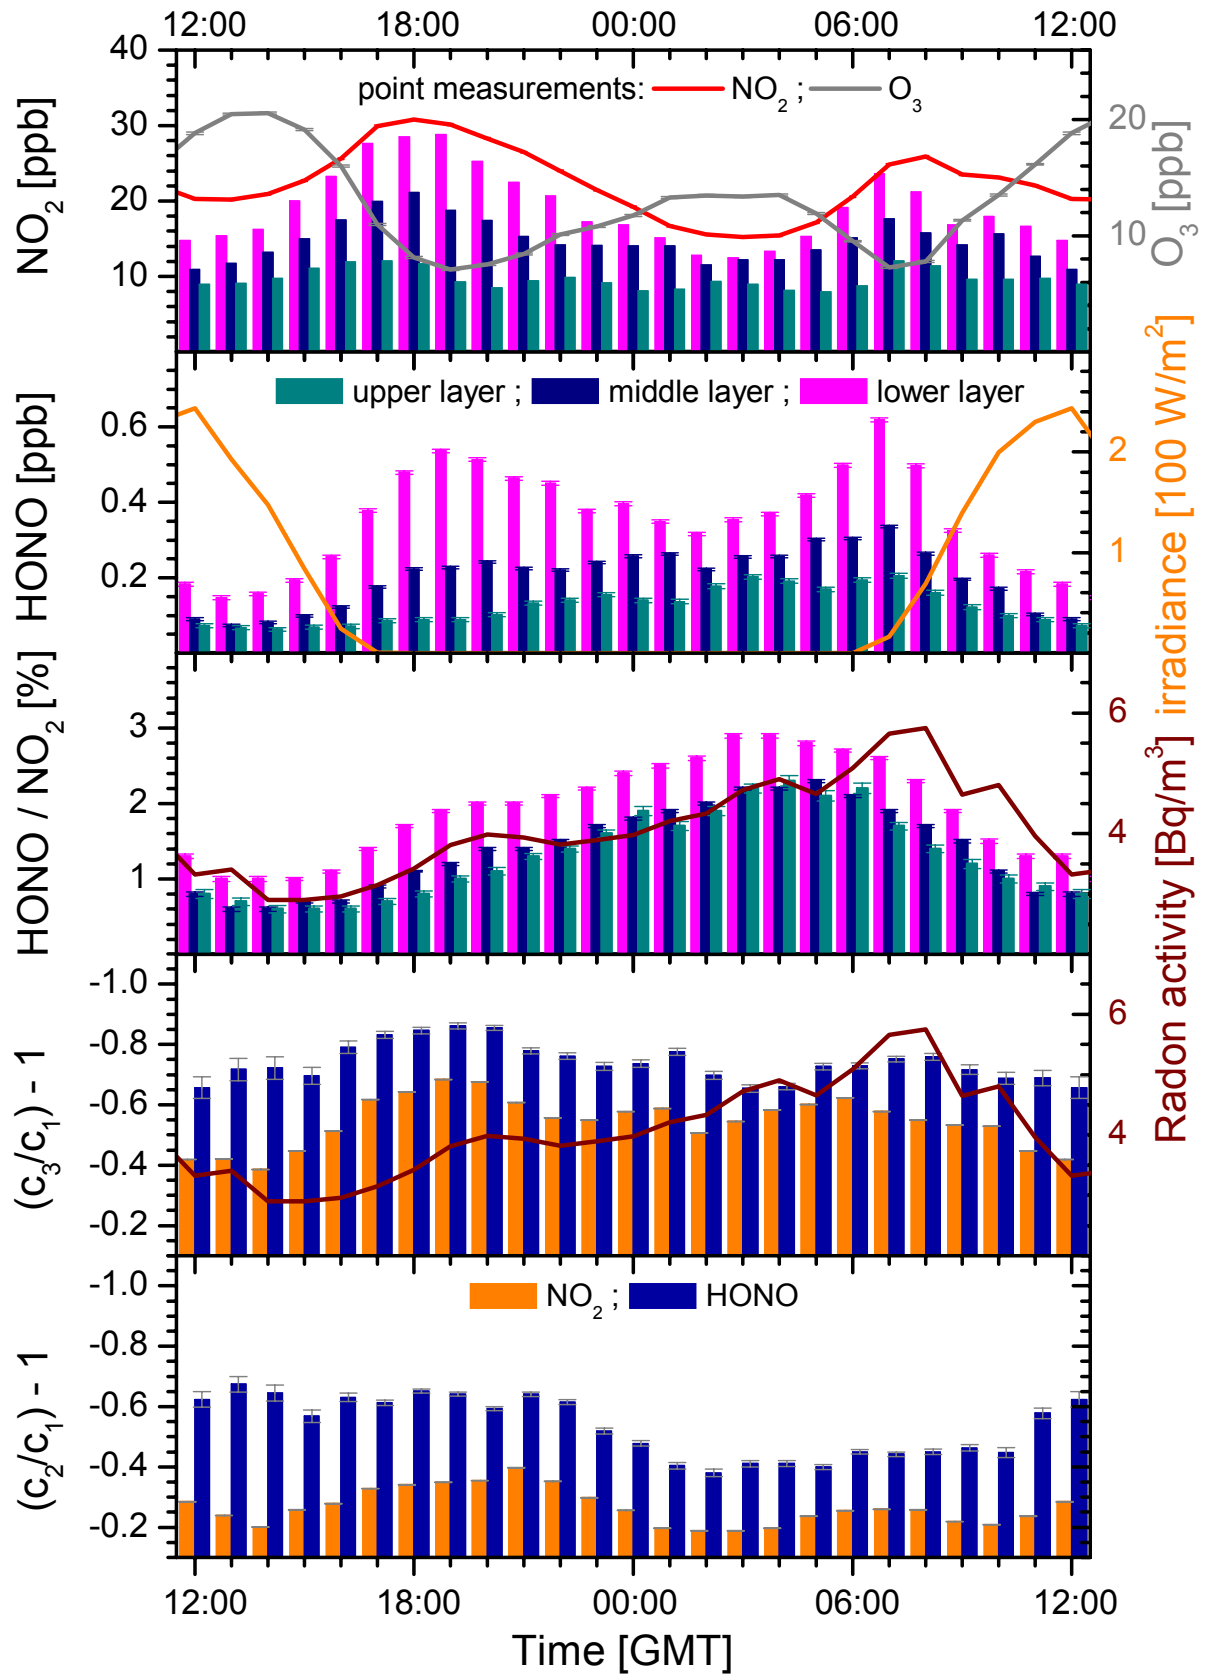 12:00 18:00 00:00 06:00 12:00
40
30
20
10
NO2 [ppb]
point measurements: NO2 ; O3
20
10
O3 [ppb]
upper layer ; middle layer ; lower layer
0.6
0.4
0.2
HONO [ppb]
2
1
irradiance [100 W/m2]
3
2
1
HONO / NO2 [%]
6
4
Radon activity [Bq/m3]
-1.0
-0.8
-0.6
-0.4
-0.2
(c3/c1) - 1
6
4
NO2 ; HONO
-1.0
-0.8
-0.6
-0.4
-0.2
(c2/c1) - 1
12:00 18:00 00:00 06:00 12:00
Time [GMT]